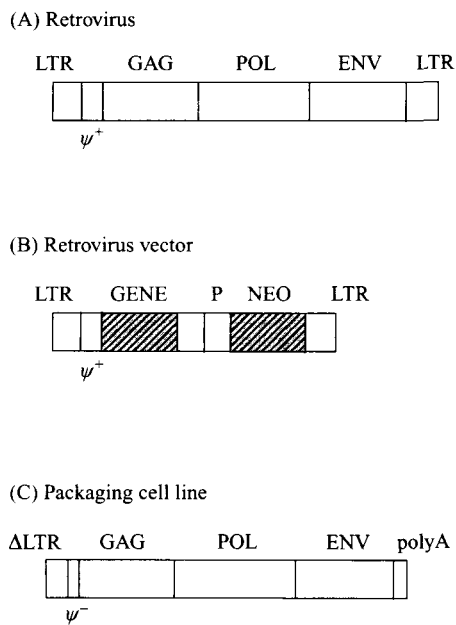 (A) Retrovirus
LTR GAG POL ENV LTR
ψ+
(B) Retrovirus vector
LTR GENE P NEO LTR
ψ+
(C) Packaging cell line
ΔLTR GAG POL ENV polyA
ψ−